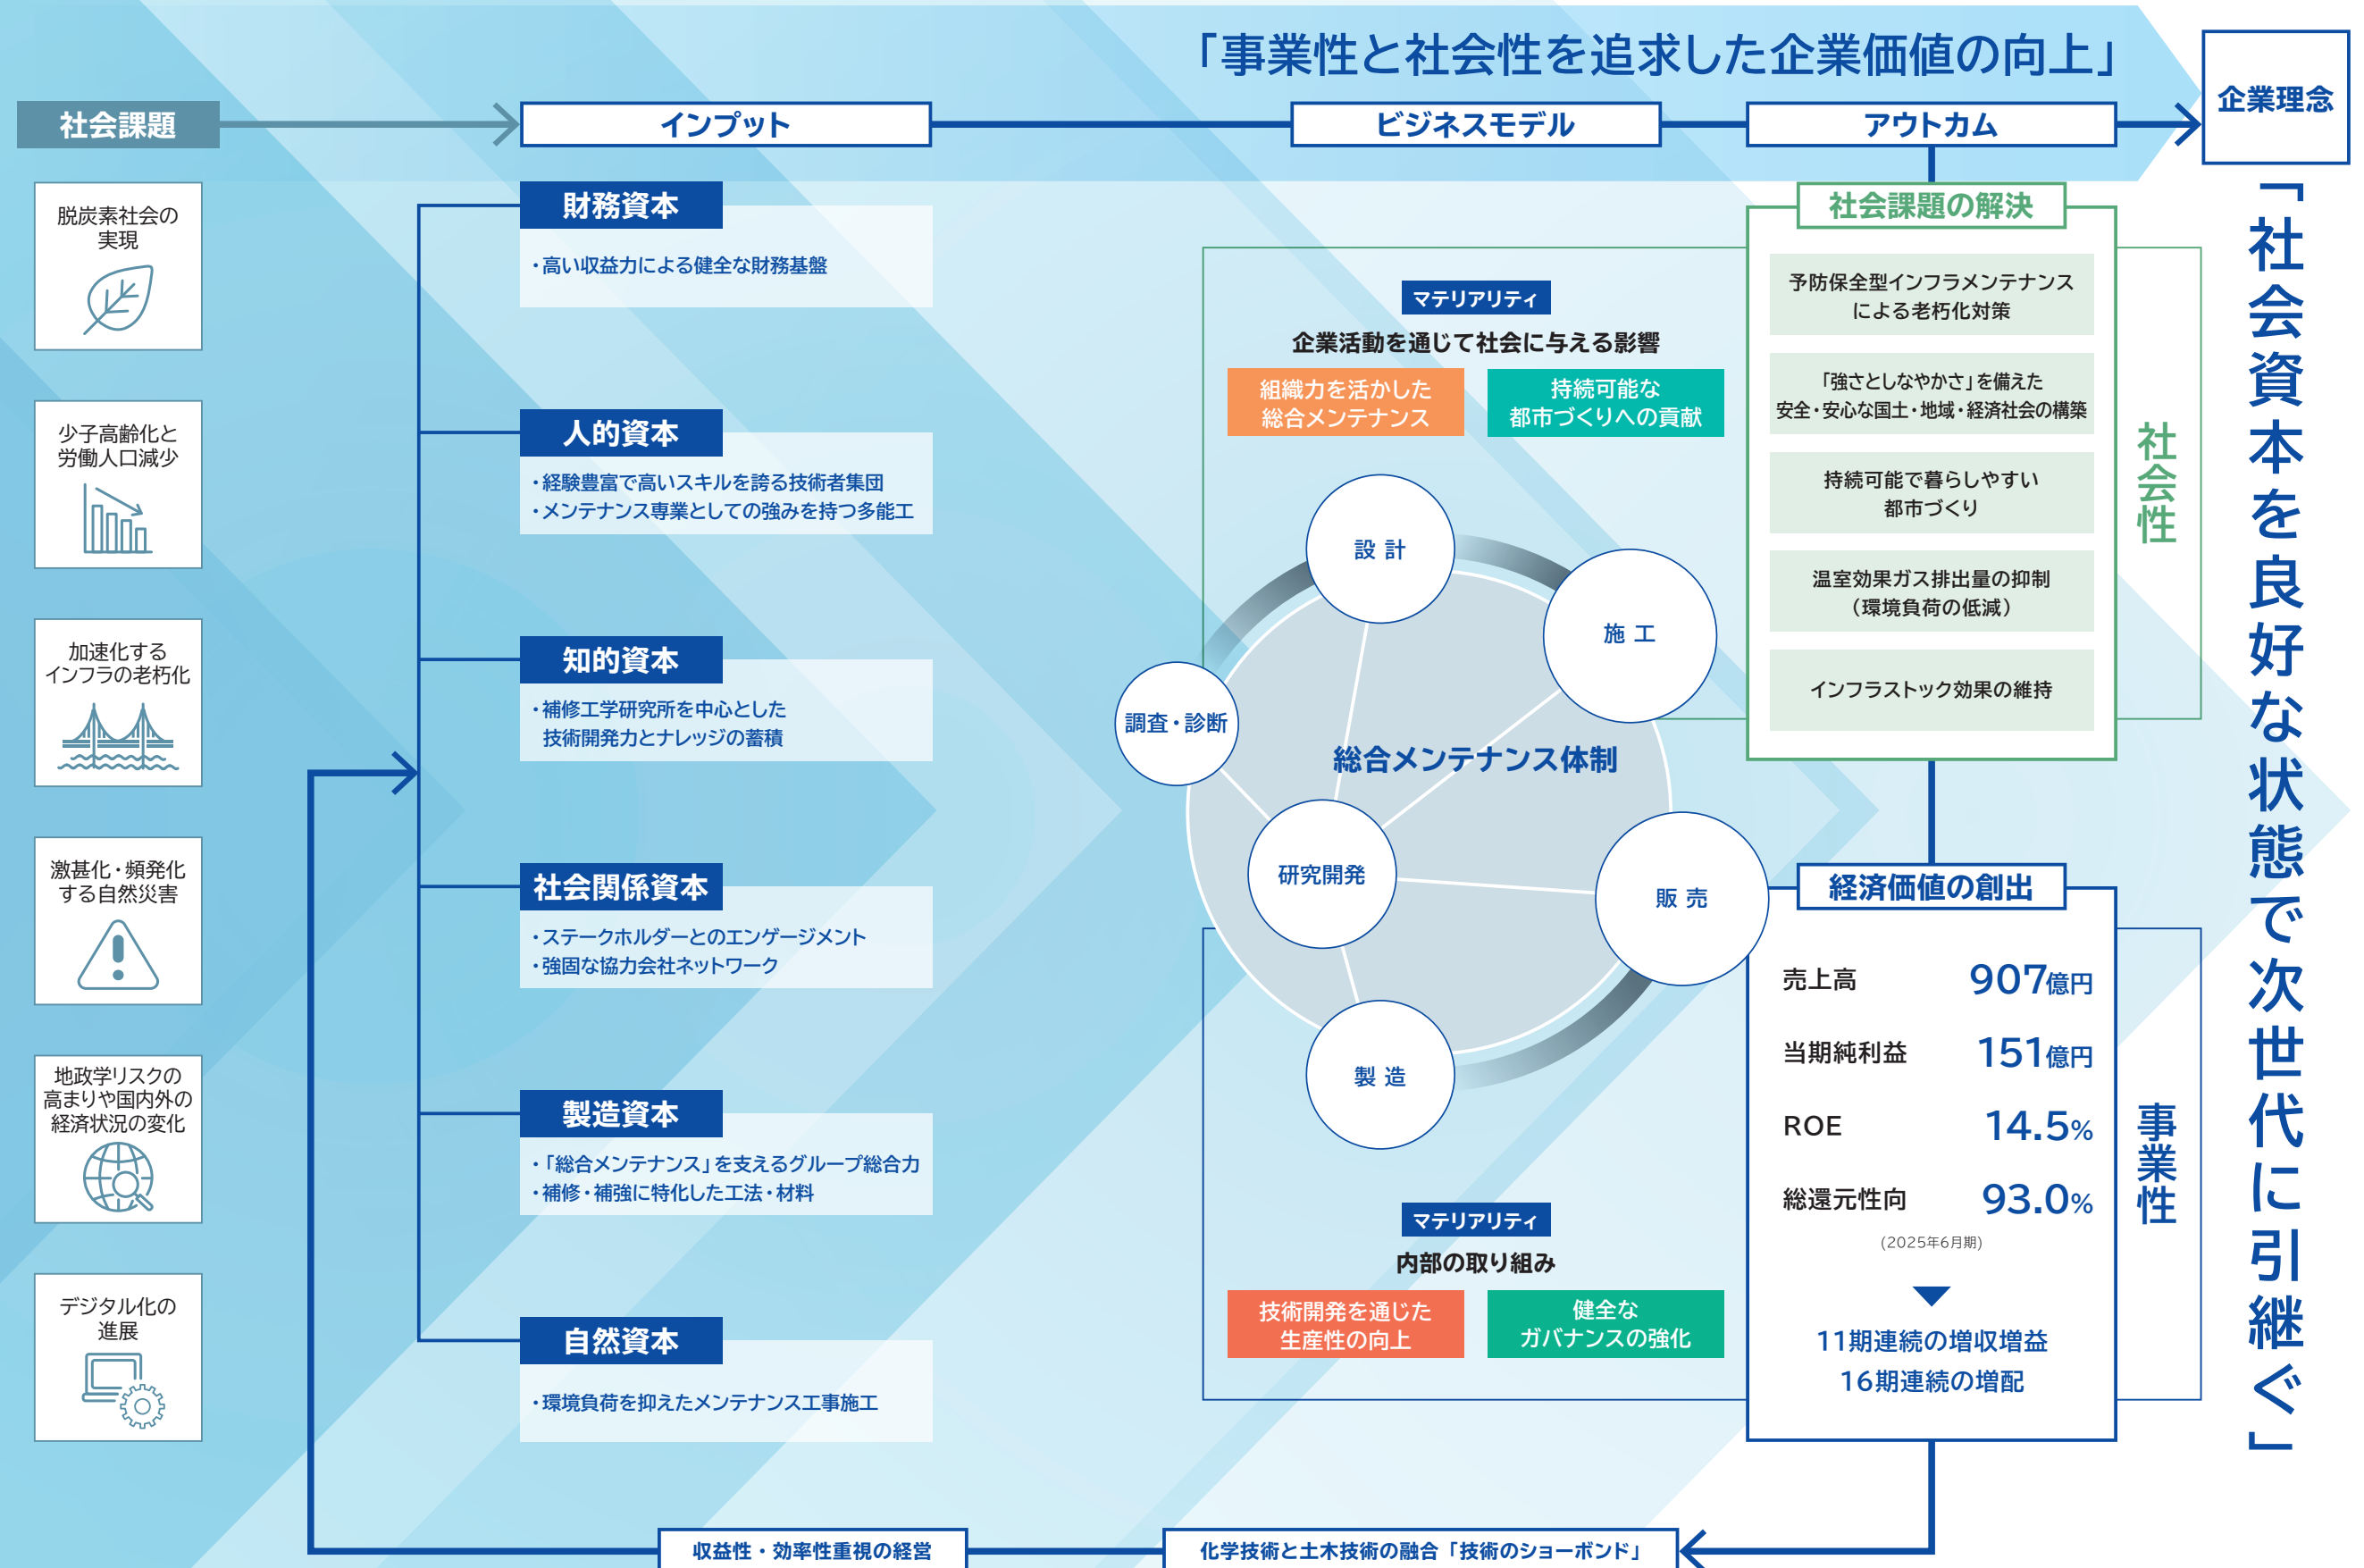 「事業性と社会性を追求した企業価値の向上」
社会課題
インプット
ビジネスモデル
アウトカム
企業理念
脱炭素社会の
実現
少子高齢化と
労働人口減少
加速化する
インフラの老朽化
激甚化・頻発化
する自然災害
地政学リスクの
高まりや国内外の
経済状況の変化
デジタル化の
進展
財務資本
・高い収益力による健全な財務基盤
人的資本
・経験豊富で高いスキルを誇る技術者集団
・メンテナンス専業としての強みを持つ多能工
知的資本
・補修工学研究所を中心とした
技術開発力とナレッジの蓄積
社会関係資本
・ステークホルダーとのエンゲージメント
・強固な協力会社ネットワーク
製造資本
・「総合メンテナンス」を支えるグループ総合力
・補修・補強に特化した工法・材料
自然資本
・環境負荷を抑えたメンテナンス工事施工
マテリアリティ
企業活動を通じて社会に与える影響
組織力を活かした
総合メンテナンス
持続可能な
都市づくりへの貢献
設計
施工
調査・診断
総合メンテナンス体制
研究開発
販売
製造
マテリアリティ
内部の取り組み
技術開発を通じた
生産性の向上
健全な
ガバナンスの強化
社会課題の解決
予防保全型インフラメンテナンス
による老朽化対策
「強さとしなやかさ」を備えた
安全・安心な国土・地域・経済社会の構築
持続可能で暮らしやすい
都市づくり
温室効果ガス排出量の抑制
（環境負荷の低減）
インフラストック効果の維持
社会性
経済価値の創出
売上高 907億円
当期純利益 151億円
ROE 14.5%
総還元性向 93.0%
(2025年6月期)
11期連続の増収増益
16期連続の増配
事業性
「社会資本を良好な状態で次世代に引継ぐ」
収益性・効率性重視の経営
化学技術と土木技術の融合「技術のショーボンド」